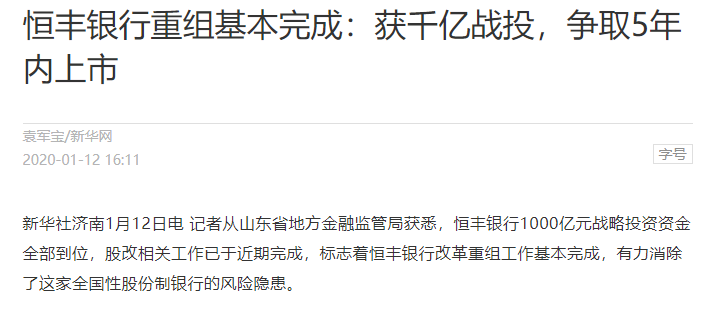 恒丰银行重组基本完成：获千亿战投，争取5年
内上市
袁军宝/新华网
2020-01-12 16:11
字号
新华社济南1月12日电 记者从山东省地方金融监管局获悉，恒丰银行1000亿元战略投资资金
全部到位，股改相关工作已于近期完成，标志着恒丰银行改革重组工作基本完成，有力消除
了这家全国性股份制银行的风险隐患。